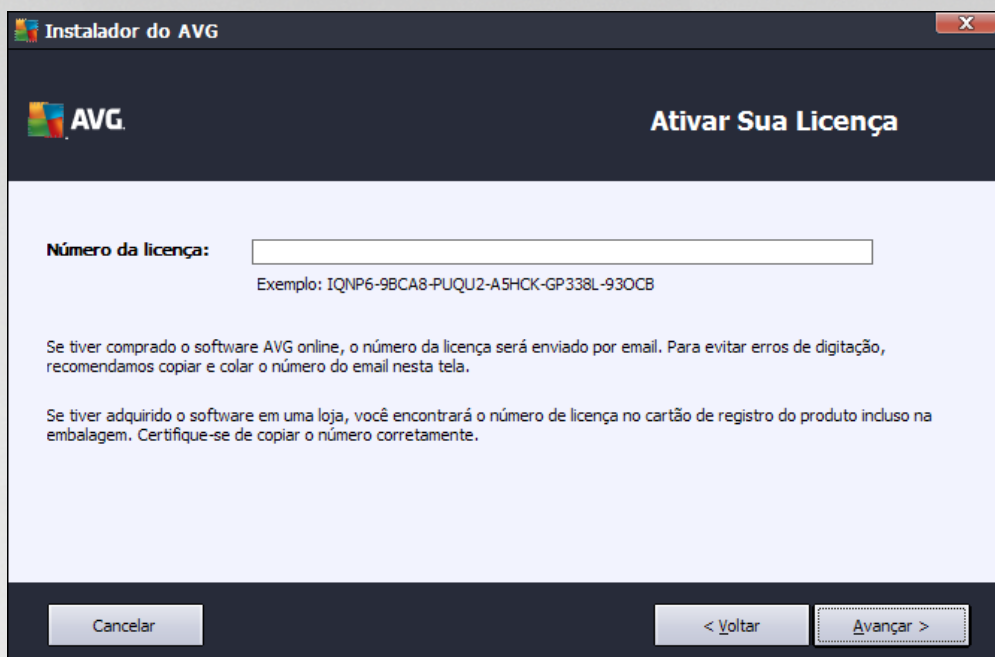 Instalador do AVG
X
AVG.
Ativar Sua Licença
Número da licença:
Exemplo: IQNP6-9BCA8-PUQU2-A5HCK-GP338L-93OCB
Se tiver comprado o software AVG online, o número da licença será enviado por email. Para evitar erros de digitação,
recomendamos copiar e colar o número do email nesta tela.
Se tiver adquirido o software em uma loja, você encontrará o número de licença no cartão de registro do produto incluso na
embalagem. Certifique-se de copiar o número corretamente.
Cancelar
< Voltar
Avançar >